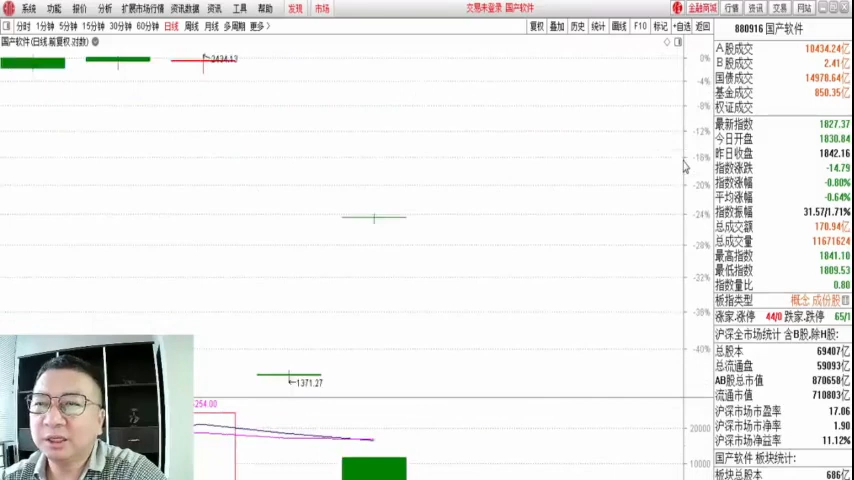 系统 功能 报价 分析 扩展市场行情 资讯数据 资讯 工具 帮助 发现 市场 交易未登录 国产软件 金融商城 行情 资讯 交易 网站
分时 1分钟 5分钟 15分钟 30分钟 60分钟 日线 周线 月线 多周期 更多 复权 叠加 历史 统计 画线 F10 标记 +自选 返回
国产软件(日线.前复权.对数)
880916 国产软件
3434.13
0%
-4%
-8%
-12%
-16%
-20%
-24%
-28%
-32%
-36%
-40%
1371.27
254.00
20000
10000
A股成交 10434.24亿
B股成交 2.41亿
国债成交 14970.64亿
基金成交 850.35亿
权证成交
最新指数 1827.37
今日开盘 1830.84
昨日收盘 1842.16
指数涨跌 -14.79
指数涨幅 -0.80%
平均涨幅 -0.64%
指数振幅 31.57/1.71%
总成交额 170.94亿
总成交量 11671624
最高指数 1841.10
最低指数 1809.53
指数量比 0.80
板指类型 概念 成份股
涨家.涨停 44/0 跌家.跌停 65/1
沪深全市场统计 含B股,除H股:
总股本 69407亿
总流通盘 59093亿
AB股总市值 870658亿
流通市值 710803亿
沪深市场市盈率 17.06
沪深市场市净率 1.90
沪深市场净益率 11.12%
国产软件 板块统计:
板块总股本 686亿